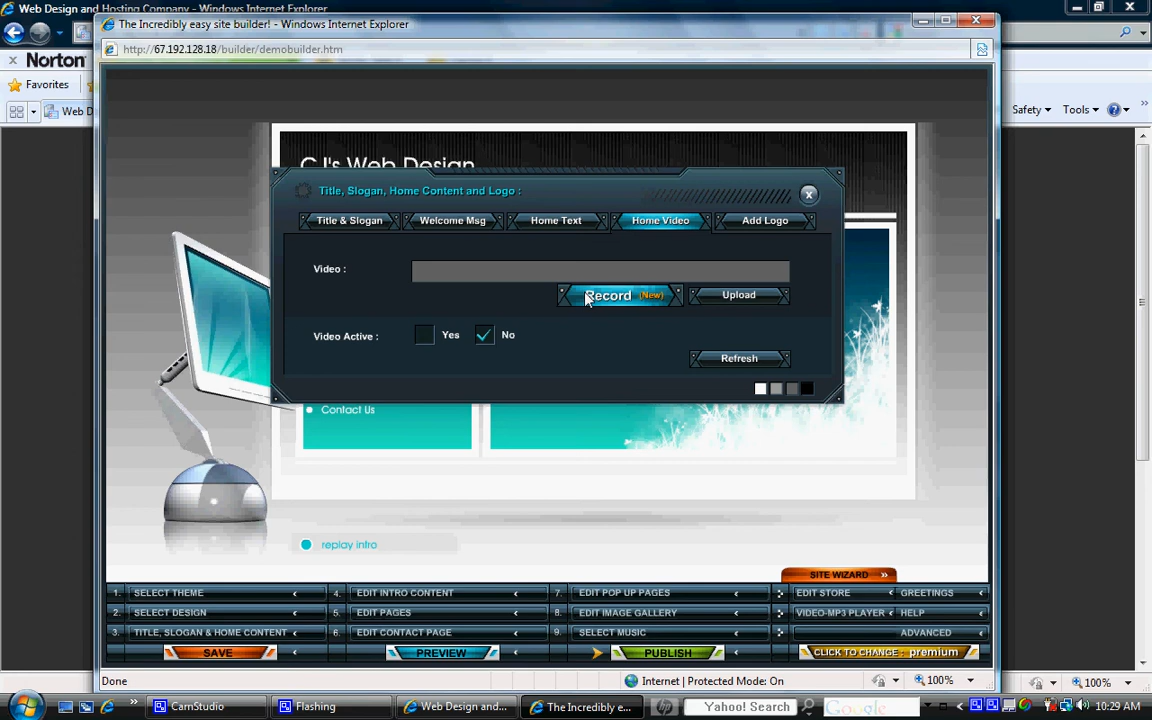 Web Design and Hosting Company - Windows Internet Explorer
The Incredibly easy site builder! - Windows Internet Explorer
http://67.192.128.18/builder/demobuilder.htm
Norton
Favorites
Web D
Safety
Tools
CJ's Web Design
Title, Slogan, Home Content and Logo :
x
Title & Slogan
Welcome Msg
Home Text
Home Video
Add Logo
Video :
Record (New)
Upload
Video Active :
Yes
No
Refresh
Contact Us
replay intro
SITE WIZARD »
1. SELECT THEME
4. EDIT INTRO CONTENT
7. EDIT POP UP PAGES
EDIT STORE
GREETINGS
2. SELECT DESIGN
5. EDIT PAGES
8. EDIT IMAGE GALLERY
VIDEO-MP3 PLAYER
HELP
3. TITLE, SLOGAN & HOME CONTENT
6. EDIT CONTACT PAGE
9. SELECT MUSIC
ADVANCED
SAVE
PREVIEW
PUBLISH
CLICK TO CHANGE : premium
Done
Internet | Protected Mode: On
100%
100%
CamStudio
Flashing
Web Design and...
The Incredibly e...
hp
Yahoo! Search
Google
10:29 AM